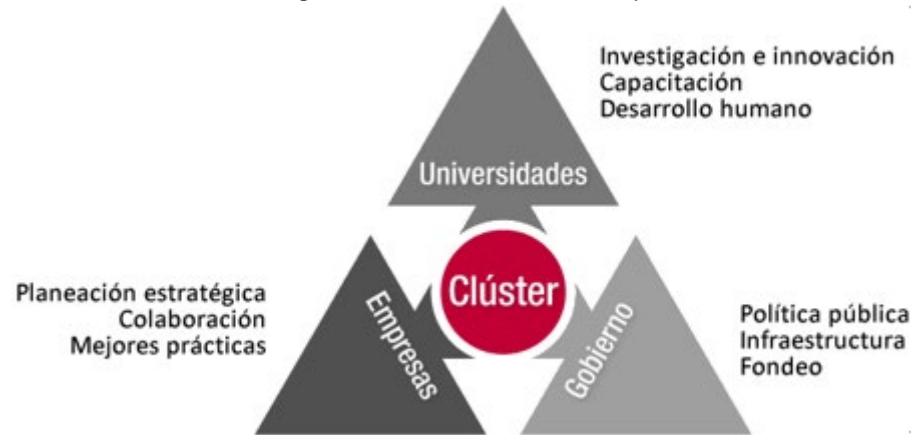 Investigación e innovación
Capacitación
Desarrollo humano
Universidades
Clúster
Planeación estratégica
Colaboración
Mejores prácticas
Empresas
Gobierno
Política pública
Infraestructura
Fondeo